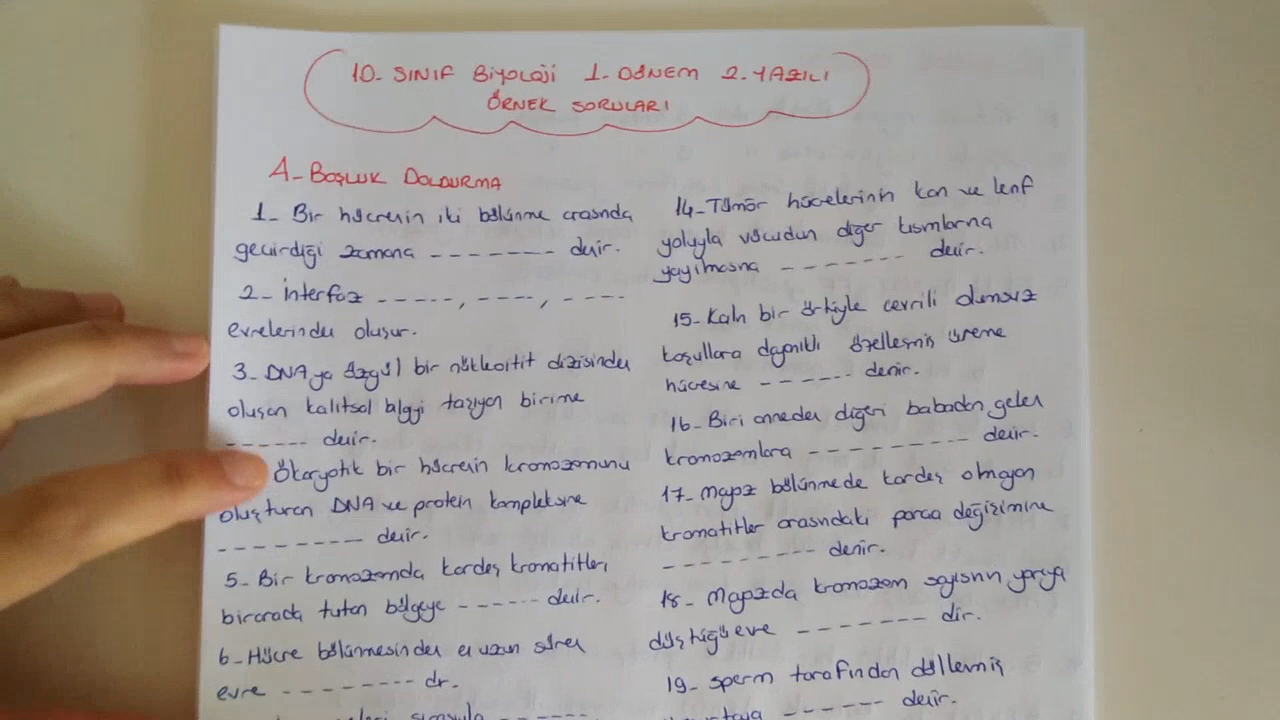 10- SINIF BİYOLOJİ 1. DÖNEM 2. YAZILI
ÖRNEK SORULARI
A- BOŞLUK DOLDURMA
1- Bir hücrenin iki bölünme arasında
geçirdiği zamana -------- denir.
2- İnterfaz -----, ----, ----
evrelerinden oluşur.
3- DNA ya özgül bir nükleotit dizisinden
oluşan kalıtsal bilgi taşıyan birime
------ denir.
Ökaryotik bir hücrenin kromozomunu
oluşturan DNA ve protein kompleksine
--------- denir.
5- Bir kromozomda kardeş kromatitleri
birarada tutan bölgeye ------ denir.
6- Hücre bölünmesinden en uzun süren
evre -------- dr.
14- Tümör hücrelerinin kan ve lenf
yoluyla vücudun diğer kısımlarına
yayılmasına ------- denir.
15- Kalın bir örtüyle çevrili olumsuz
koşullara dayanıklı özelleşmiş üreme
hücresine ------ denir.
16- Biri anneden diğeri babadan gelen
kromozomlara --------- denir.
17- Mayoz bölünmede kardeş olmayan
kromatitler arasındaki parça değişimine
--------- denir.
18- Mayozda kromozom sayısının yarıya
düştüğü evre -------- dir.
19- Sperm tarafından döllenmiş
------ denir.